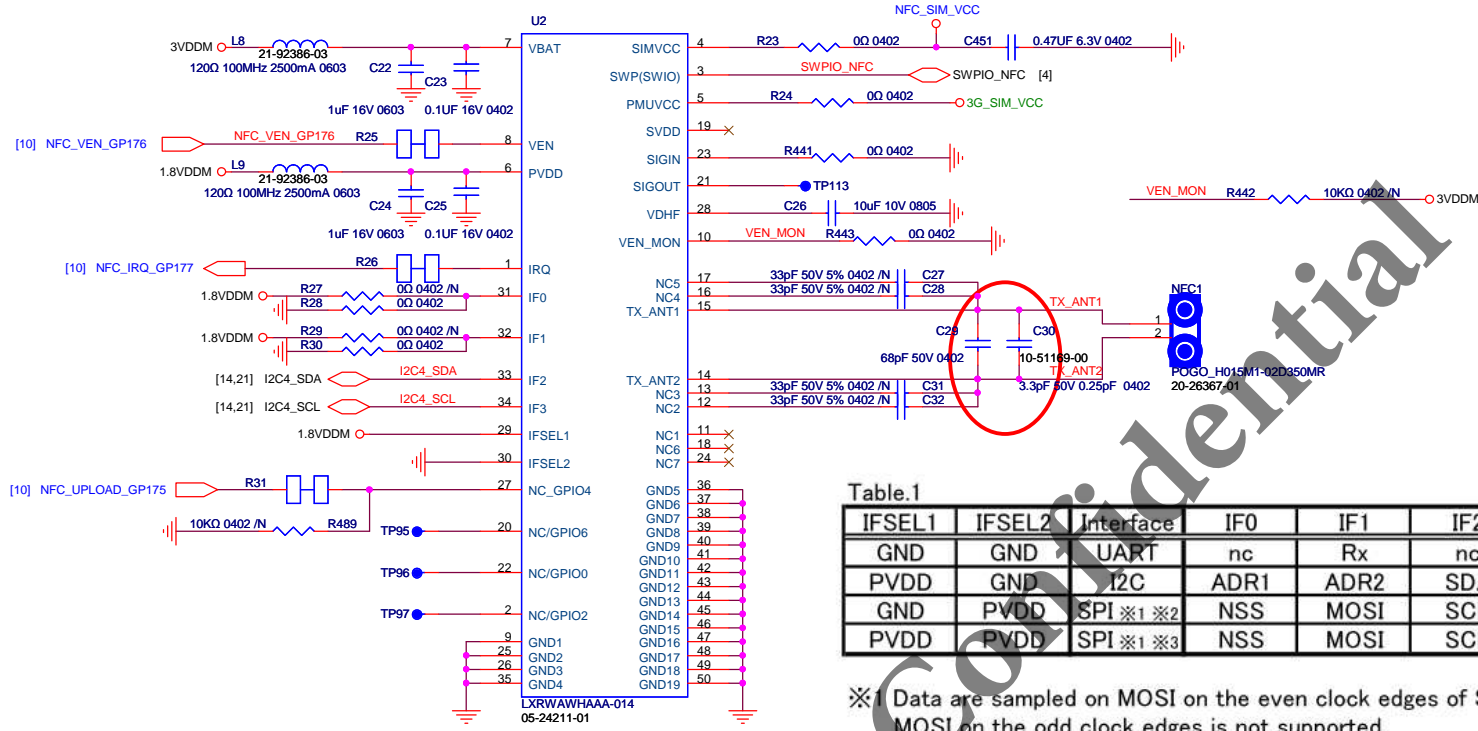 U2
NFC_SIM_VCC
3VDDM
L8
21-92386-03
120Ω 100MHz 2500mA 0603
C22
C23
1uF 16V 0603
0.1UF 16V 0402
7 VBAT
SIMVCC 4
R23 0Ω 0402
C451 0.47UF 6.3V 0402
SWP(SWIO) 3
SWPIO_NFC
SWPIO_NFC [4]
PMUVCC 5
R24 0Ω 0402
3G_SIM_VCC
SVDD 19
[10] NFC_VEN_GP176
NFC_VEN_GP176
R25
8 VEN
SIGIN 23
R441 0Ω 0402
1.8VDDM
L9
21-92386-03
120Ω 100MHz 2500mA 0603
C24
C25
1uF 16V 0603
0.1UF 16V 0402
6 PVDD
SIGOUT 21
TP113
VDHF 28
C26 10uF 10V 0805
VEN_MON 10
VEN_MON
R443 0Ω 0402
VEN_MON
R442 10KΩ 0402 /N
3VDDM
[10] NFC_IRQ_GP177
R26
1 IRQ
1.8VDDM
R27 0Ω 0402 /N
R28 0Ω 0402
31 IF0
1.8VDDM
R29 0Ω 0402 /N
R30 0Ω 0402
32 IF1
NC5 17
33pF 50V 5% 0402 /N C27
NC4 16
33pF 50V 5% 0402 /N C28
TX_ANT1 15
TX_ANT1
C29
C30
68pF 50V 0402
10-51169-00
TX_ANT2
3.3pF 50V 0.25pF 0402
NFC1
1
2
POGO_H015M1-02D350MR
20-26367-01
[14,21] I2C4_SDA
I2C4_SDA
33 IF2
TX_ANT2 14
NC3 13
33pF 50V 5% 0402 /N C31
[14,21] I2C4_SCL
I2C4_SCL
34 IF3
NC2 12
33pF 50V 5% 0402 /N C32
1.8VDDM
29 IFSEL1
NC1 11
NC6 18
30 IFSEL2
NC7 24
[10] NFC_UPLOAD_GP175
R31
27 NC_GPIO4
10KΩ 0402 /N R489
TP95
20 NC/GPIO6
TP96
22 NC/GPIO0
TP97
2 NC/GPIO2
9 GND1
25 GND2
26 GND3
35 GND4
GND5 36
GND6 37
GND7 38
GND8 39
GND9 40
GND10 41
GND11 42
GND12 43
GND13 44
GND14 45
GND15 46
GND16 47
GND17 48
GND18 49
GND19 50
LXRWAWHAAA-014
05-24211-01
Table.1
IFSEL1 IFSEL2 Interface IF0 IF1 IF2
GND GND UART nc Rx nc
PVDD GND I2C ADR1 ADR2 SD
GND PVDD SPI ※1 ※2 NSS MOSI SC
PVDD PVDD SPI ※1 ※3 NSS MOSI SC
※1 Data are sampled on MOSI on the even clock edges of S
MOSI on the odd clock edges is not supported.
Confidential